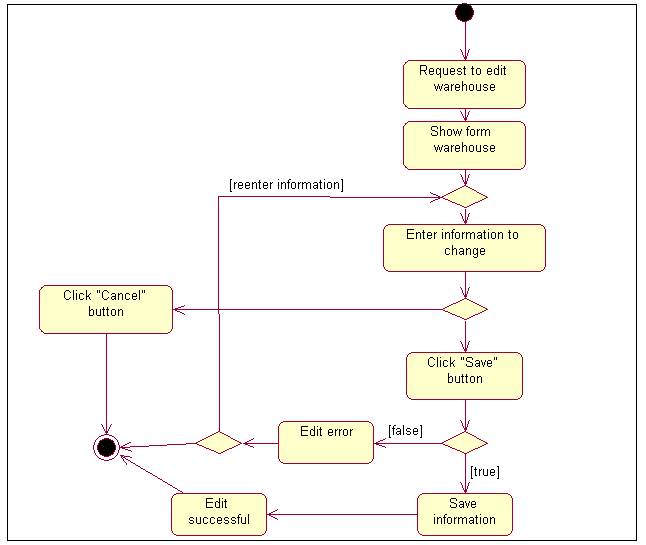 Request to edit
warehouse
Show form
warehouse
[reenter information]
Enter information to
change
Click "Cancel"
button
Click "Save"
button
Edit error
[false]
[true]
Edit
successful
Save
information